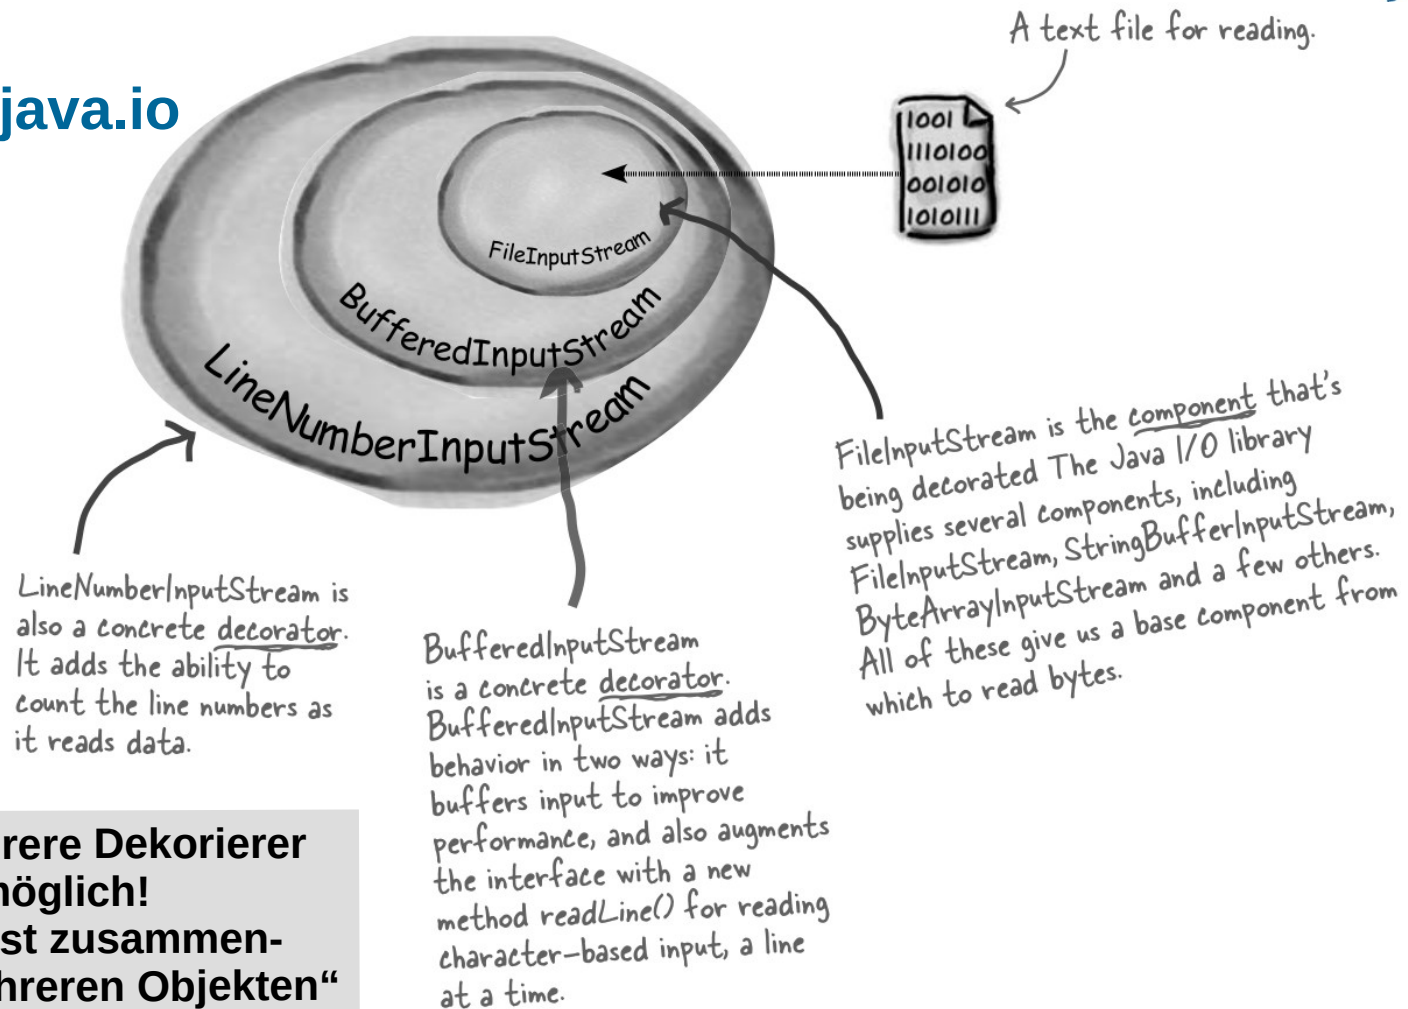 java.io
A text file for reading.
1001
1110100
001010
1010111
FileInputStream
BufferedInputStream
LineNumberInputStream
FileInputStream is the component that's
being decorated The Java I/O library
supplies several components, including
FileInputStream, StringBufferInputStream,
ByteArrayInputStream and a few others.
All of these give us a base component from
which to read bytes.
LineNumberInputStream is
also a concrete decorator.
It adds the ability to
count the line numbers as
it reads data.
BufferedInputStream
is a concrete decorator.
BufferedInputStream adds
behavior in two ways: it
buffers input to improve
performance, and also augments
the interface with a new
method readLine() for reading
character-based input, a line
at a time.
rere Dekorierer
möglich!
st zusammen-
hreren Objekten“